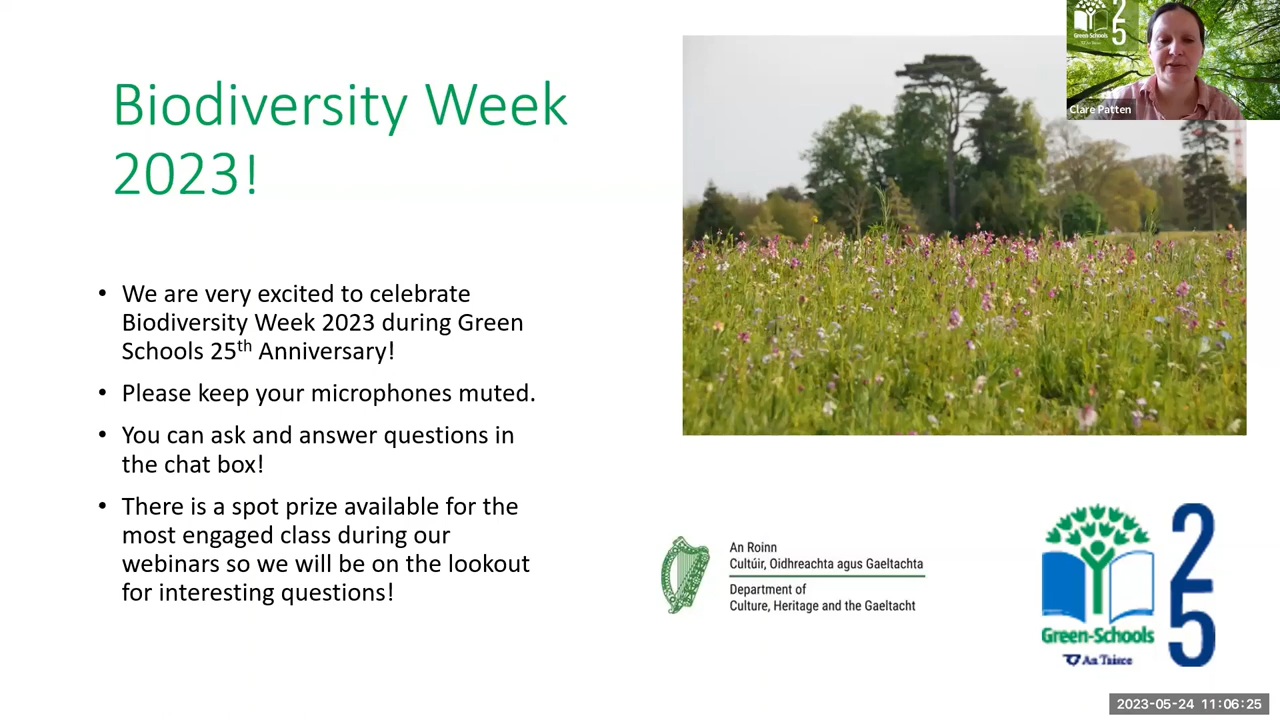 Biodiversity Week
2023!
• We are very excited to celebrate
Biodiversity Week 2023 during Green
Schools 25th Anniversary!
• Please keep your microphones muted.
• You can ask and answer questions in
the chat box!
• There is a spot prize available for the
most engaged class during our
webinars so we will be on the lookout
for interesting questions!
Green-Schools
25
Clare Patten
An Roinn
Cultúir, Oidhreachta agus Gaeltachta
Department of
Culture, Heritage and the Gaeltacht
Green-Schools
An Taisce
25
2023-05-24 11:06:25